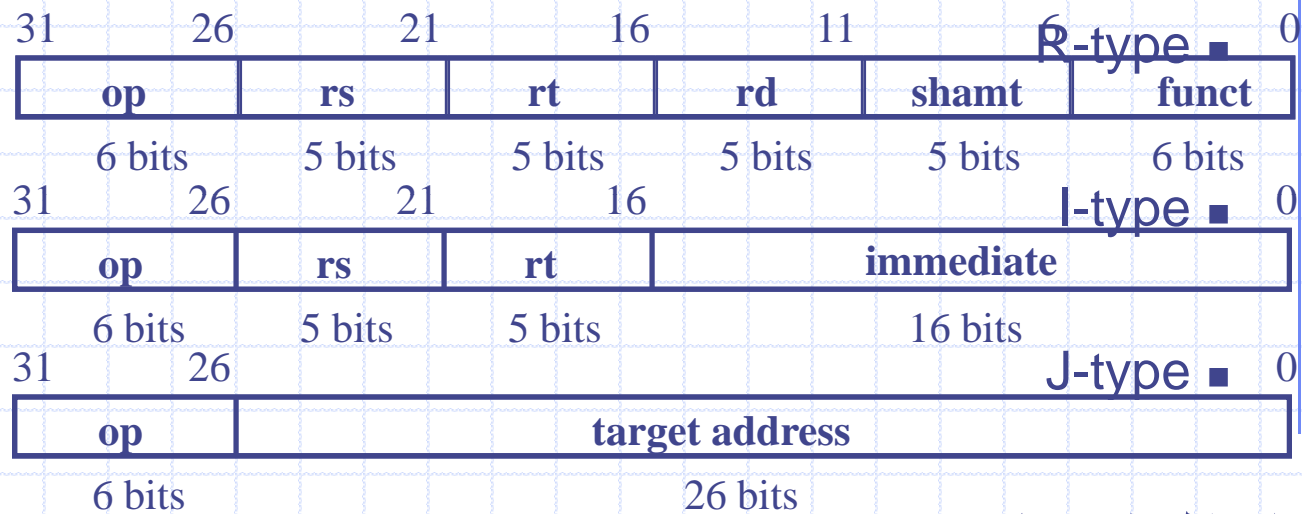 31 26 21 16 11 6 0
R-type ■
op rs rt rd shamt funct
6 bits 5 bits 5 bits 5 bits 5 bits 6 bits
31 26 21 16 0
I-type ■
op rs rt immediate
6 bits 5 bits 5 bits 16 bits
31 26 0
J-type ■
op target address
6 bits 26 bits